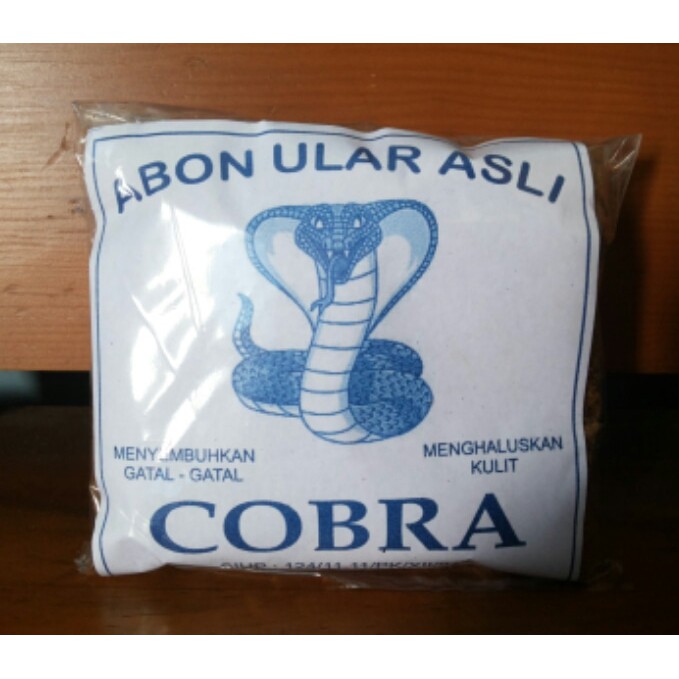 ABON ULAR ASLI
MENYEMBUHKAN
GATAL - GATAL
MENGHALUSKAN
KULIT
COBRA